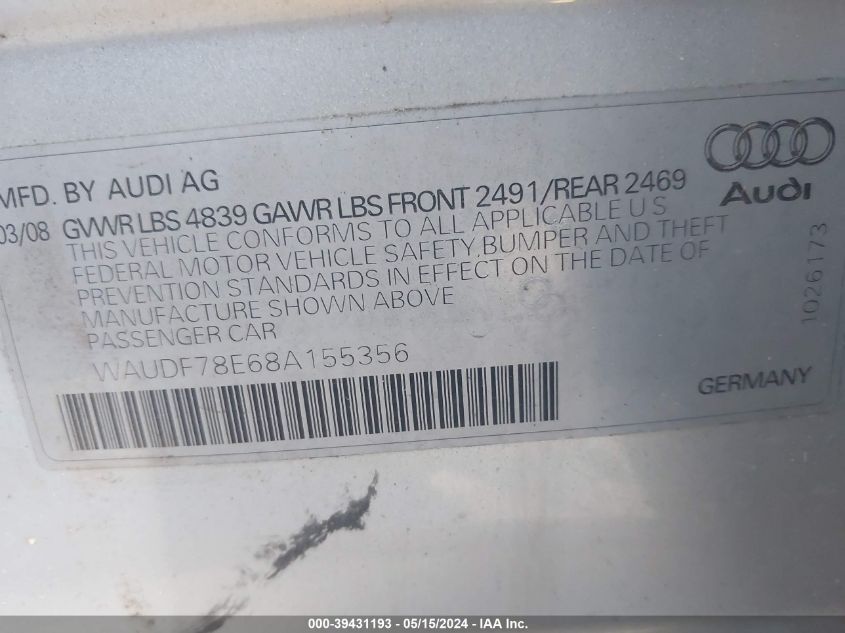 MFD. BY AUDI AG
03/08 GVWR LBS 4839 GAWR LBS FRONT 2491/REAR 2469
THIS VEHICLE CONFORMS TO ALL APPLICABLE U S
FEDERAL MOTOR VEHICLE SAFETY BUMPER AND THEFT
PREVENTION STANDARDS IN EFFECT ON THE DATE OF
MANUFACTURE SHOWN ABOVE
PASSENGER CAR
WAUDF78E68A155356
Audi
1026173
GERMANY
000-39431193 - 05/15/2024 - IAA Inc.